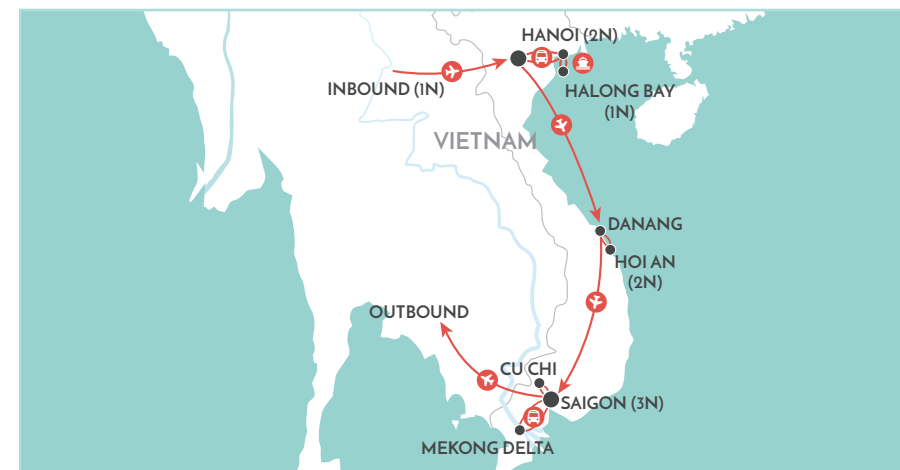 HANOI (2N)
INBOUND (1N)
HALONG BAY
(1N)
VIETNAM
DANANG
HOI AN
(2N)
OUTBOUND
CU CHI
SAIGON (3N)
MEKONG DELTA